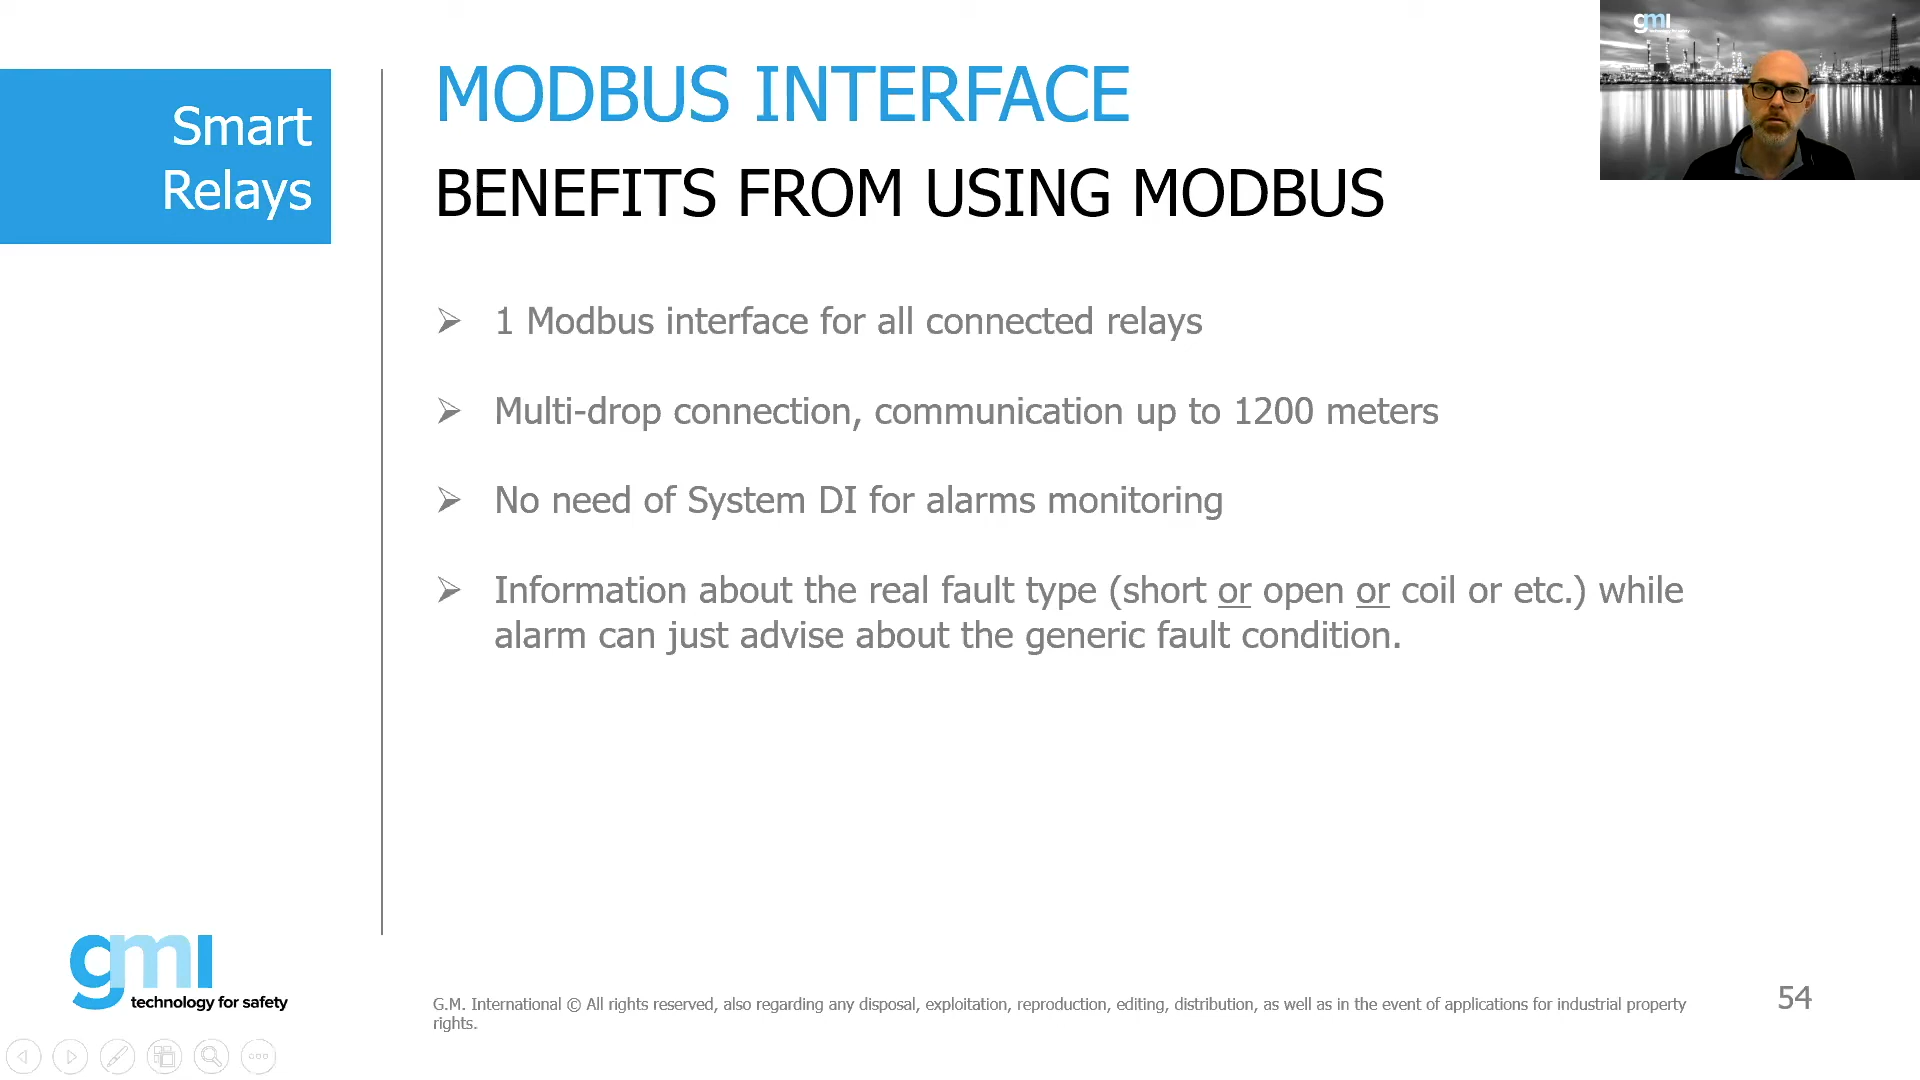 Smart
Relays
MODBUS INTERFACE
BENEFITS FROM USING MODBUS
1 Modbus interface for all connected relays
Multi-drop connection, communication up to 1200 meters
No need of System DI for alarms monitoring
Information about the real fault type (short or open or coil or etc.) while
alarm can just advise about the generic fault condition.
gmi
technology for safety
G.M. International © All rights reserved, also regarding any disposal, exploitation, reproduction, editing, distribution, as well as in the event of applications for industrial property
rights.
54
gmi
technology for safety